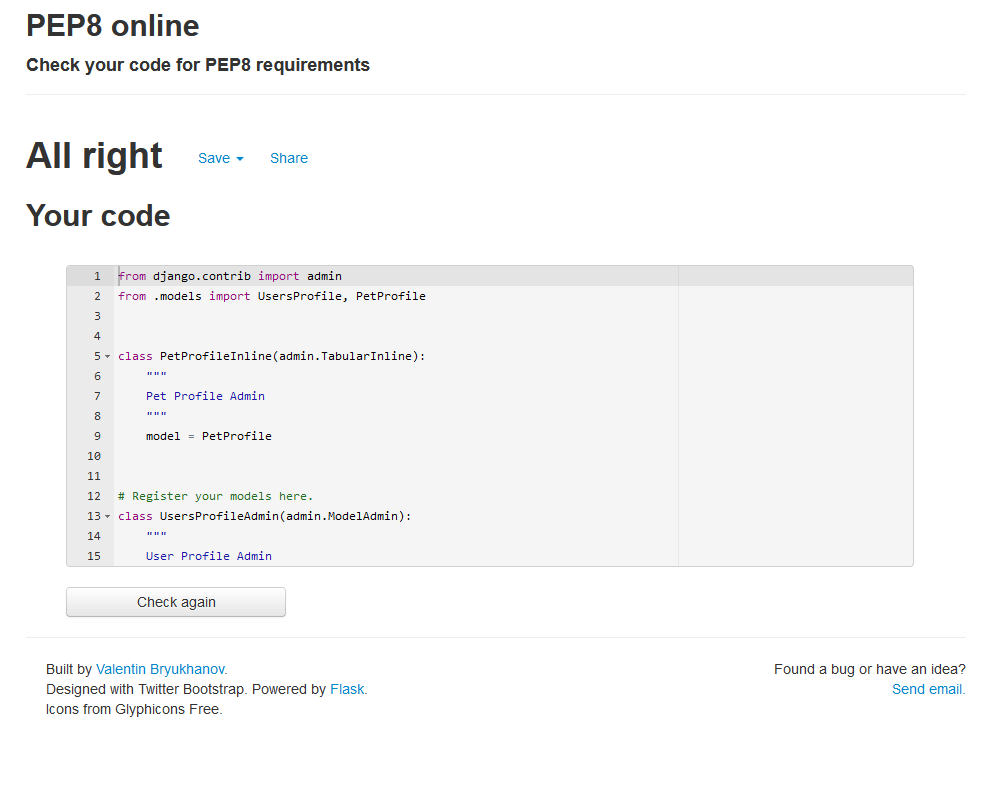 PEP8 online
Check your code for PEP8 requirements
All right Save Share
Your code
1 from django.contrib import admin
2 from .models import UsersProfile, PetProfile
3
4
5 class PetProfileInline(admin.TabularInline):
6     """
7     Pet Profile Admin
8     """
9     model = PetProfile
10
11
12 # Register your models here.
13 class UsersProfileAdmin(admin.ModelAdmin):
14     """
15     User Profile Admin
Check again
Built by Valentin Bryukhanov.
Designed with Twitter Bootstrap. Powered by Flask.
Icons from Glyphicons Free.
Found a bug or have an idea?
Send email.